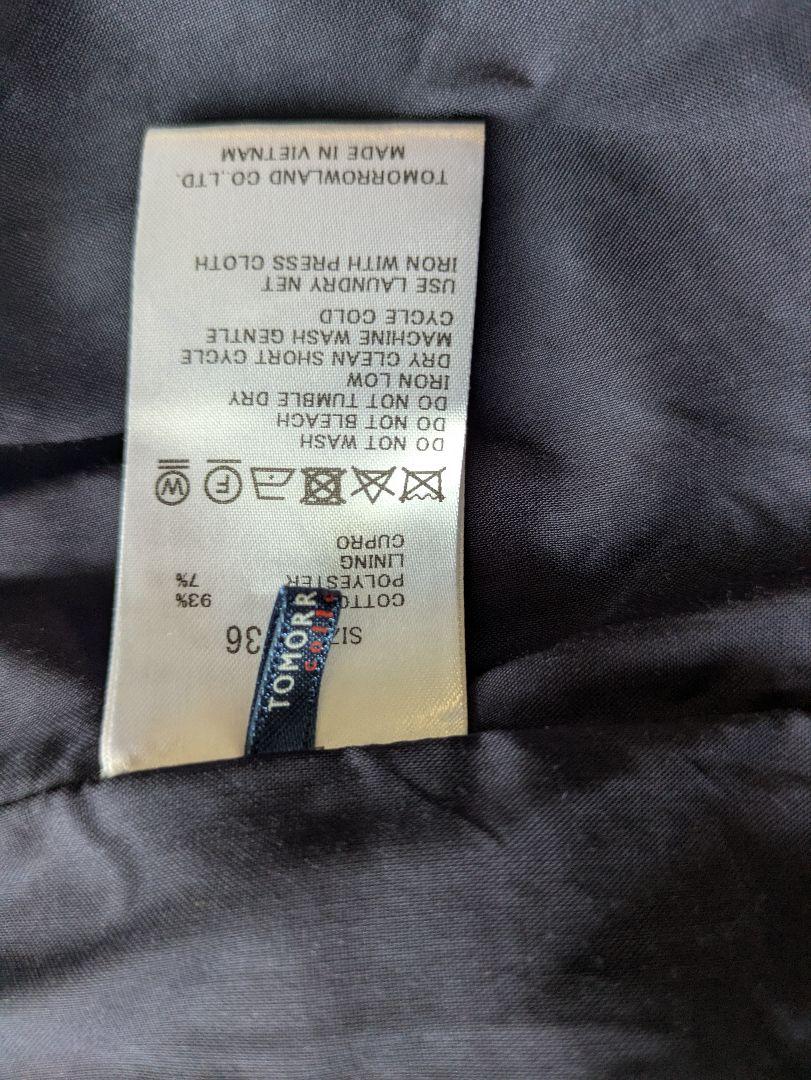 SIZ 36
COTTO 93%
POLYESTER 7%
LINING
CUPRO
F W
DO NOT WASH
DO NOT BLEACH
DO NOT TUMBLE DRY
IRON LOW
DRY CLEAN SHORT CYCLE
MACHINE WASH GENTLE
CYCLE COLD
USE LAUNDRY NET
IRON WITH PRESS CLOTH
TOMORROWLAND CO.,LTD.
MADE IN VIETNAM
TOMORR
colle